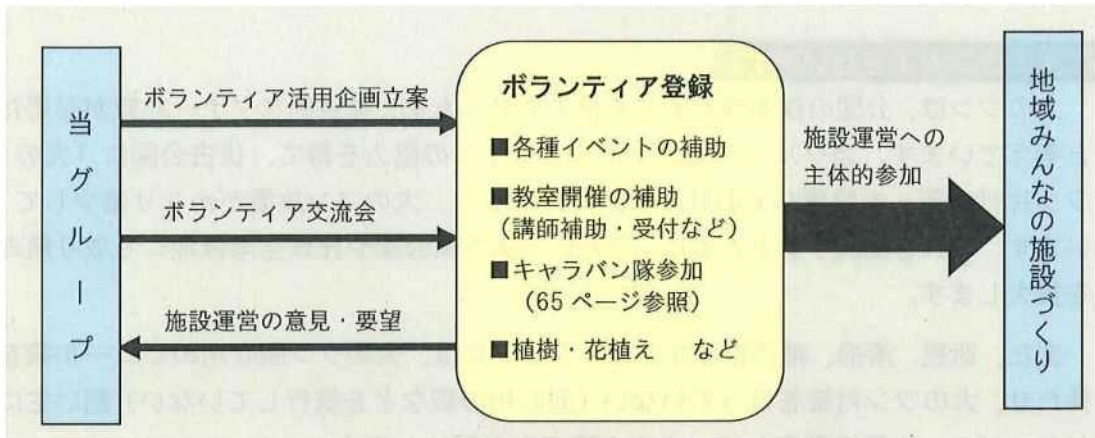 当グループ
ボランティア活用企画立案
ボランティア交流会
施設運営の意見・要望
ボランティア登録
■各種イベントの補助
■教室開催の補助
(講師補助・受付など)
■キャラバン隊参加
(65ページ参照)
■植樹・花植え など
施設運営への
主体的参加
地域みんなの施設づくり